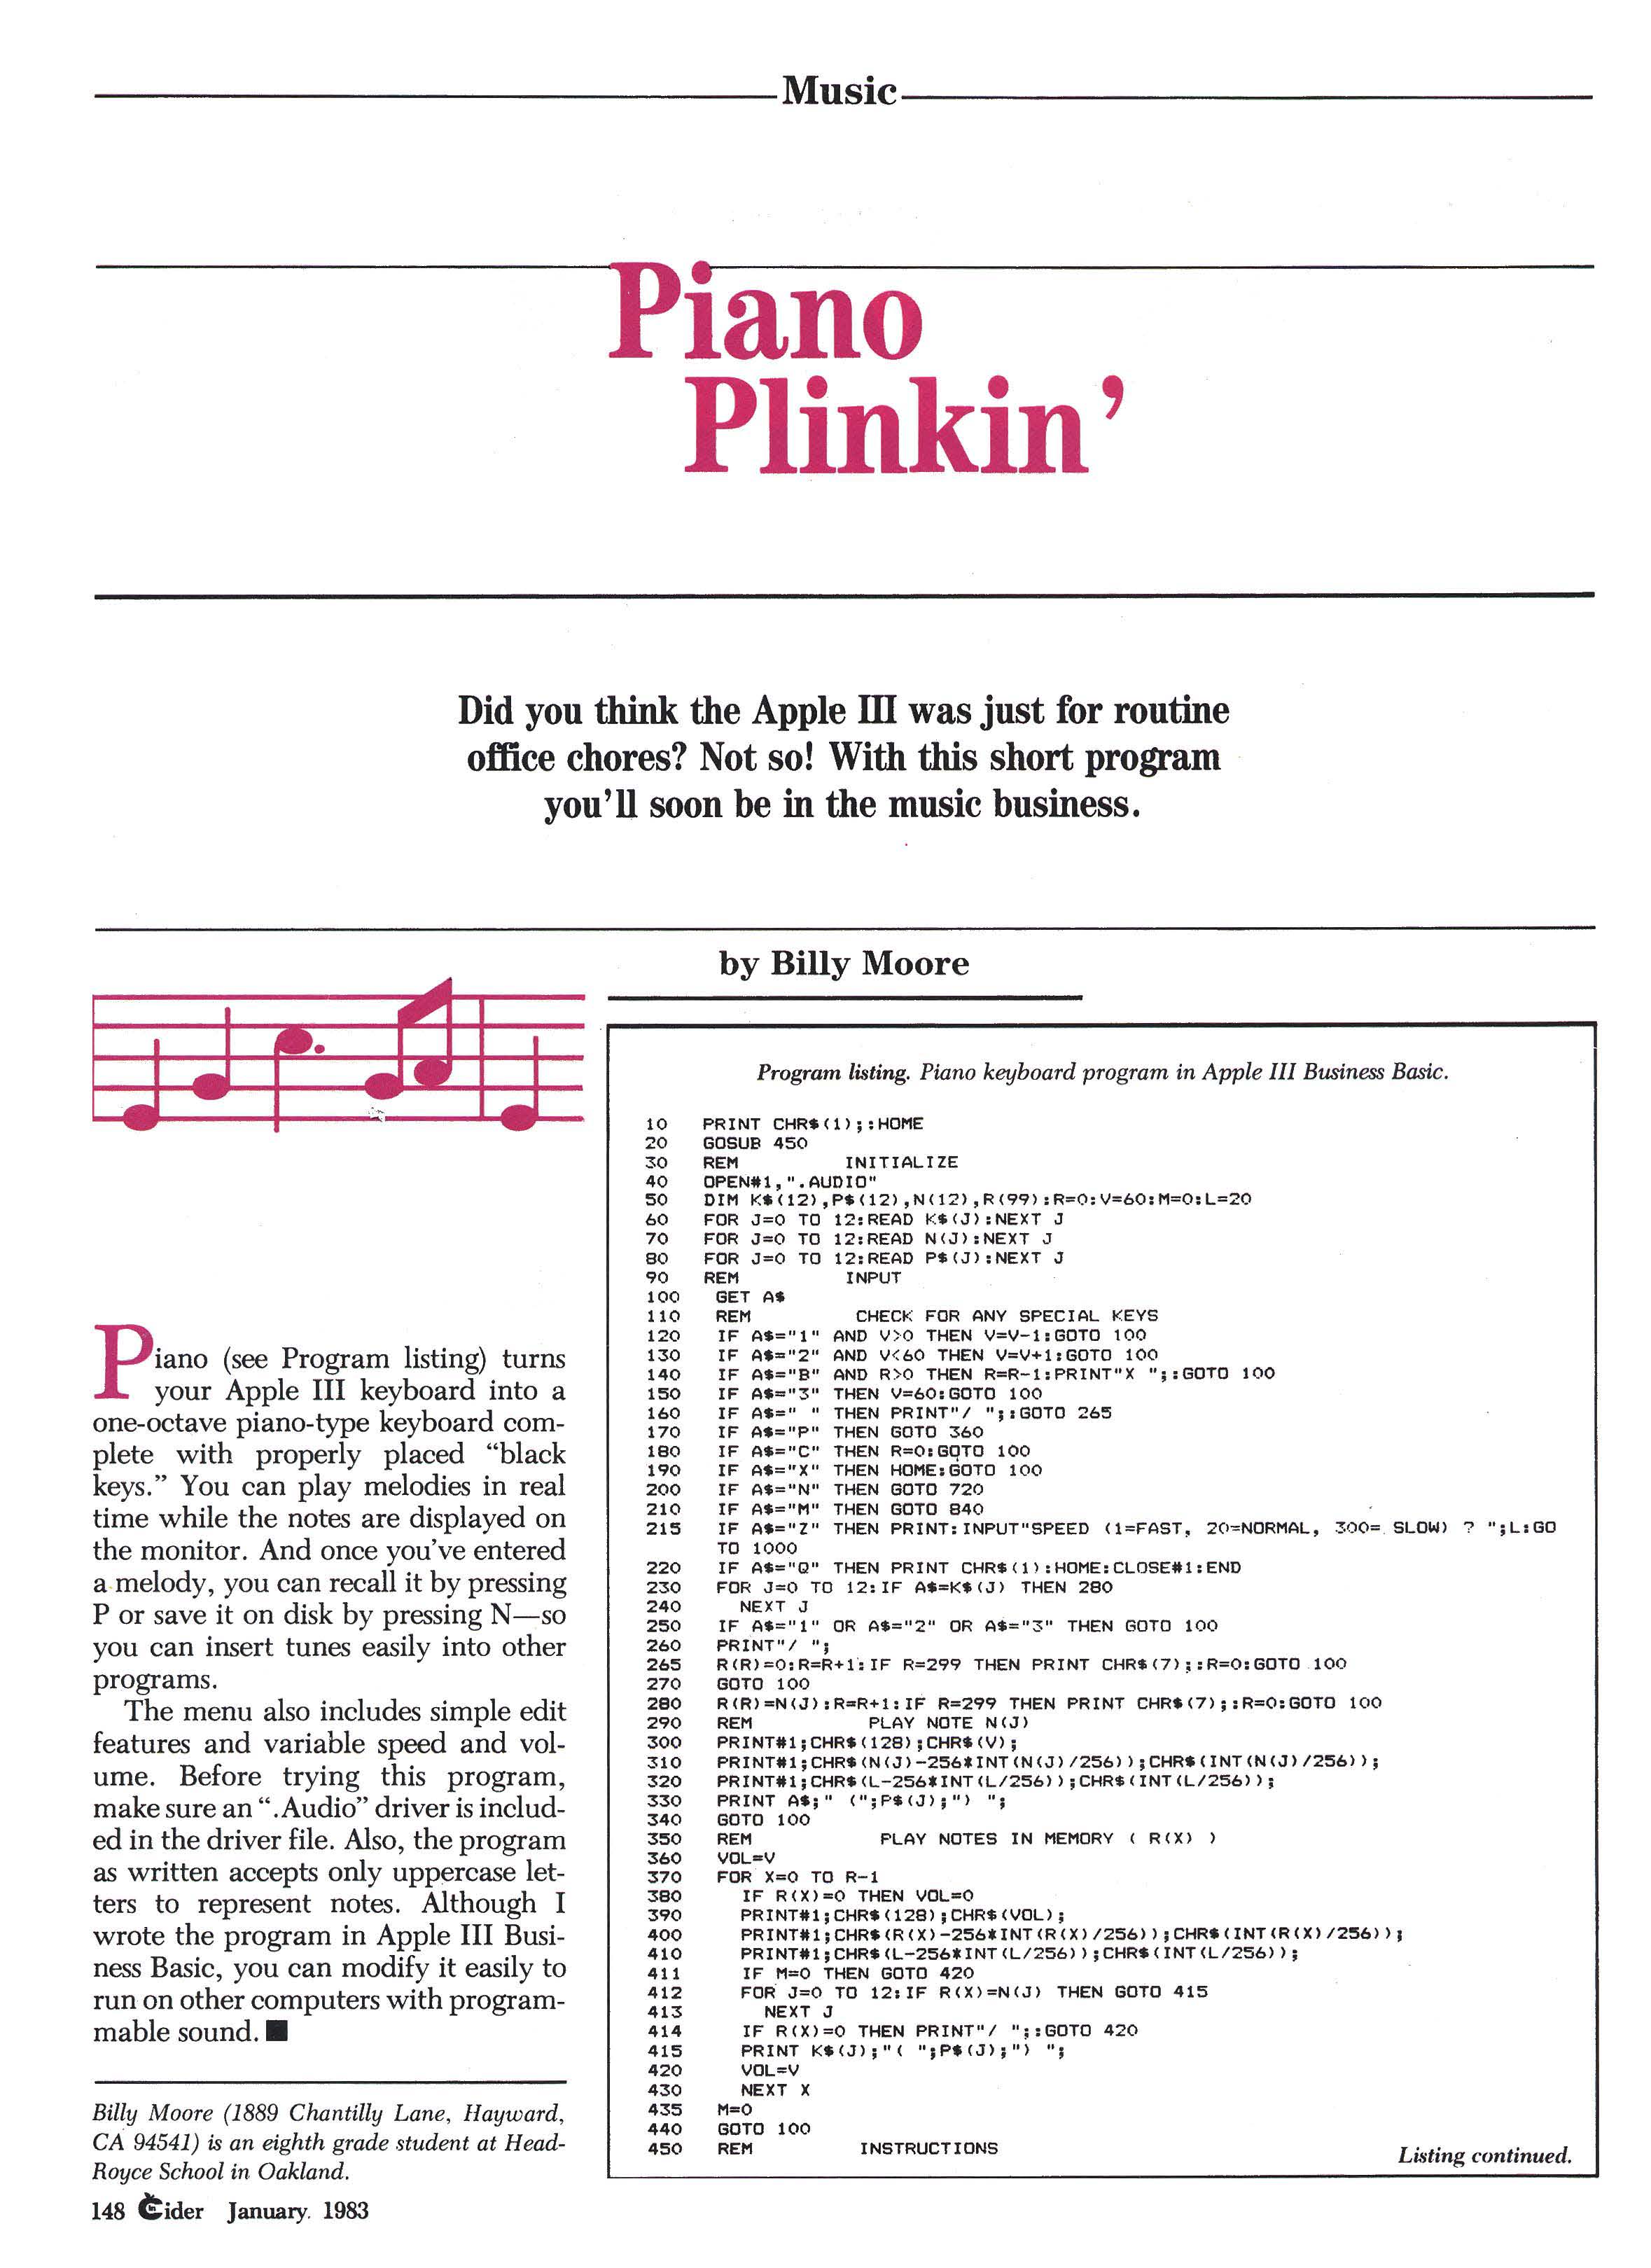 Music
Piano
Plinkin’
Did you think the Apple III was just for routine
office chores? Not so! With this short program
you’ll soon be in the music business.
by Billy Moore
Piano (see Program listing) turns
your Apple III keyboard into a
one-octave piano-type keyboard com-
plete with properly placed “black
keys.” You can play melodies in real
time while the notes are displayed on
the monitor. And once you’ve entered
a melody, you can recall it by pressing
P or save it on disk by pressing N—so
you can insert tunes easily into other
programs.
The menu also includes simple edit
features and variable speed and vol-
ume. Before trying this program,
make sure an “.Audio” driver is includ-
ed in the driver file. Also, the program
as written accepts only uppercase let-
ters to represent notes. Although I
wrote the program in Apple III Busi-
ness Basic, you can modify it easily to
run on other computers with program-
mable sound. ■
Billy Moore (1889 Chantilly Lane, Hayward,
CA 94541) is an eighth grade student at Head-
Royce School in Oakland.
Program listing. Piano keyboard program in Apple III Business Basic.
10 PRINT CHR$(1);:HOME
20 GOSUB 450
30 REM INITIALIZE
40 OPEN#1,".AUDIO"
50 DIM K$(12),P$(12),N(12),R(99):R=0:V=60:M=0:L=20
60 FOR J=0 TO 12:READ K$(J):NEXT J
70 FOR J=0 TO 12:READ N(J):NEXT J
80 FOR J=0 TO 12:READ P$(J):NEXT J
90 REM INPUT
100 GET A$
110 REM CHECK FOR ANY SPECIAL KEYS
120 IF A$="1" AND V>0 THEN V=V-1:GOTO 100
130 IF A$="2" AND V<60 THEN V=V+1:GOTO 100
140 IF A$="B" AND R>0 THEN R=R-1:PRINT"X ";:GOTO 100
150 IF A$="3" THEN V=60:GOTO 100
160 IF A$=" " THEN PRINT"/ ";:GOTO 265
170 IF A$="P" THEN GOTO 360
180 IF A$="C" THEN R=0:GOTO 100
190 IF A$="X" THEN HOME:GOTO 100
200 IF A$="N" THEN GOTO 720
210 IF A$="M" THEN GOTO 840
215 IF A$="Z" THEN PRINT:INPUT"SPEED (1=FAST, 20=NORMAL, 300= SLOW) ? ";L:GO
TO 1000
220 IF A$="Q" THEN PRINT CHR$(1):HOME:CLOSE#1:END
230 FOR J=0 TO 12:IF A$=K$(J) THEN 280
240 NEXT J
250 IF A$="1" OR A$="2" OR A$="3" THEN GOTO 100
260 PRINT"/ ";
265 R(R)=0:R=R+1:IF R=299 THEN PRINT CHR$(7);:R=0:GOTO 100
270 GOTO 100
280 R(R)=N(J):R=R+1:IF R=299 THEN PRINT CHR$(7);:R=0:GOTO 100
290 REM PLAY NOTE N(J)
300 PRINT#1;CHR$(128);CHR$(V);
310 PRINT#1;CHR$(N(J)-256*INT(N(J)/256));CHR$(INT(N(J)/256));
320 PRINT#1;CHR$(L-256*INT(L/256));CHR$(INT(L/256));
330 PRINT A$;" (";P$(J);") ";
340 GOTO 100
350 REM PLAY NOTES IN MEMORY ( R(X) )
360 VOL=V
370 FOR X=0 TO R-1
380 IF R(X)=0 THEN VOL=0
390 PRINT#1;CHR$(128);CHR$(VOL);
400 PRINT#1;CHR$(R(X)-256*INT(R(X)/256));CHR$(INT(R(X)/256));
410 PRINT#1;CHR$(L-256*INT(L/256));CHR$(INT(L/256));
411 IF M=0 THEN GOTO 420
412 FOR J=0 TO 12:IF R(X)=N(J) THEN GOTO 415
413 NEXT J
414 IF R(X)=0 THEN PRINT"/ ";:GOTO 420
415 PRINT K$(J);"( ";P$(J);") ";
420 VOL=V
430 NEXT X
435 M=0
440 GOTO 100
450 REM INSTRUCTIONS
Listing continued.
148 inCider January 1983